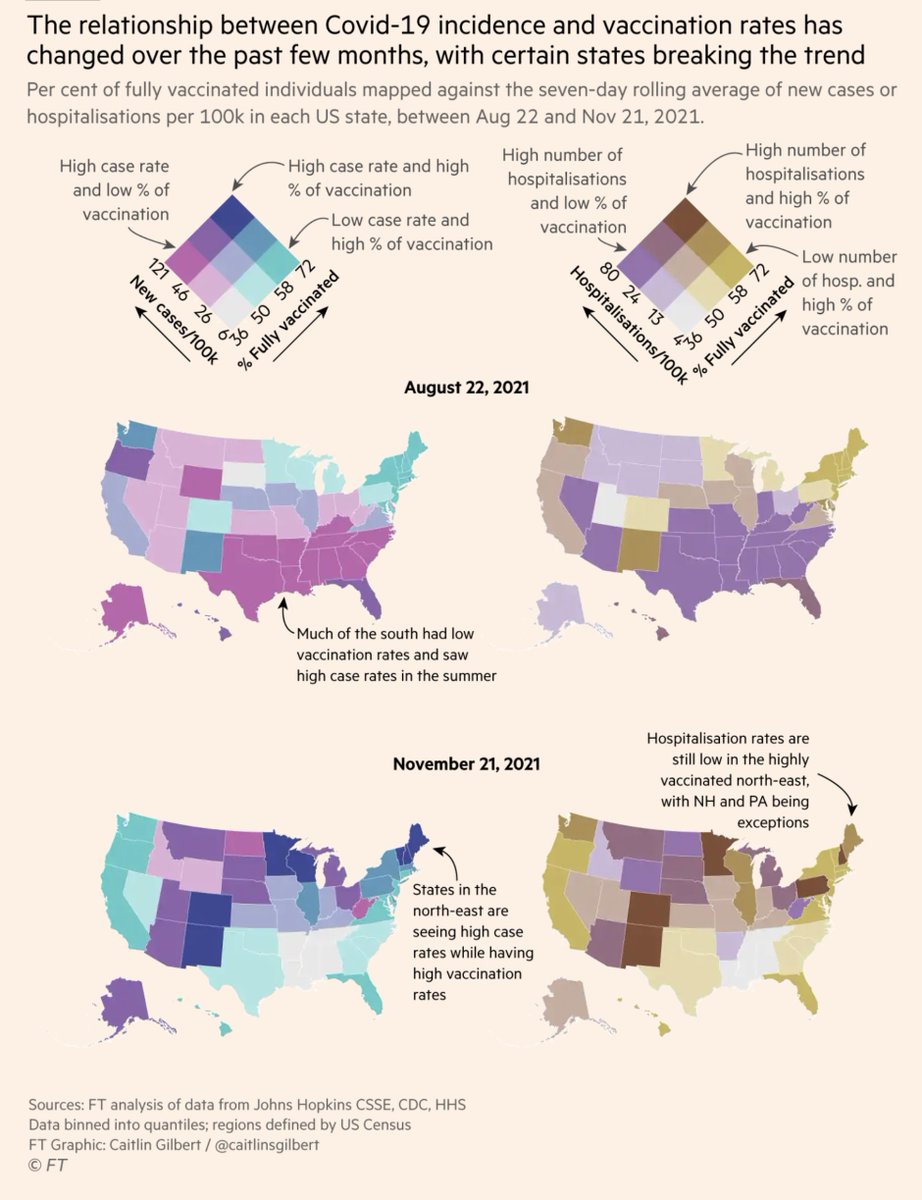 The relationship between Covid-19 incidence and vaccination rates has
changed over the past few months, with certain states breaking the trend
Per cent of fully vaccinated individuals mapped against the seven-day rolling average of new cases or
hospitalisations per 100k in each US state, between Aug 22 and Nov 21, 2021.
High case rate
and low % of
vaccination
High case rate and high
% of vaccination
Low case rate and
high % of vaccination
121
46
26
6
36
50
58
72
New cases/100k
% Fully vaccinated
High number of
hospitalisations
and low % of
vaccination
High number of
hospitalisations
and high % of
vaccination
Low number
of hosp. and
high % of
vaccination
80
24
13
4
36
50
58
72
Hospitalisations/100k
% Fully vaccinated
August 22, 2021
Much of the south had low
vaccination rates and saw
high case rates in the summer
November 21, 2021
Hospitalisation rates are
still low in the highly
vaccinated north-east,
with NH and PA being
exceptions
States in the
north-east are
seeing high case
rates while having
high vaccination
rates
Sources: FT analysis of data from Johns Hopkins CSSE, CDC, HHS
Data binned into quantiles; regions defined by US Census
FT Graphic: Caitlin Gilbert / @caitlinsgilbert
© FT